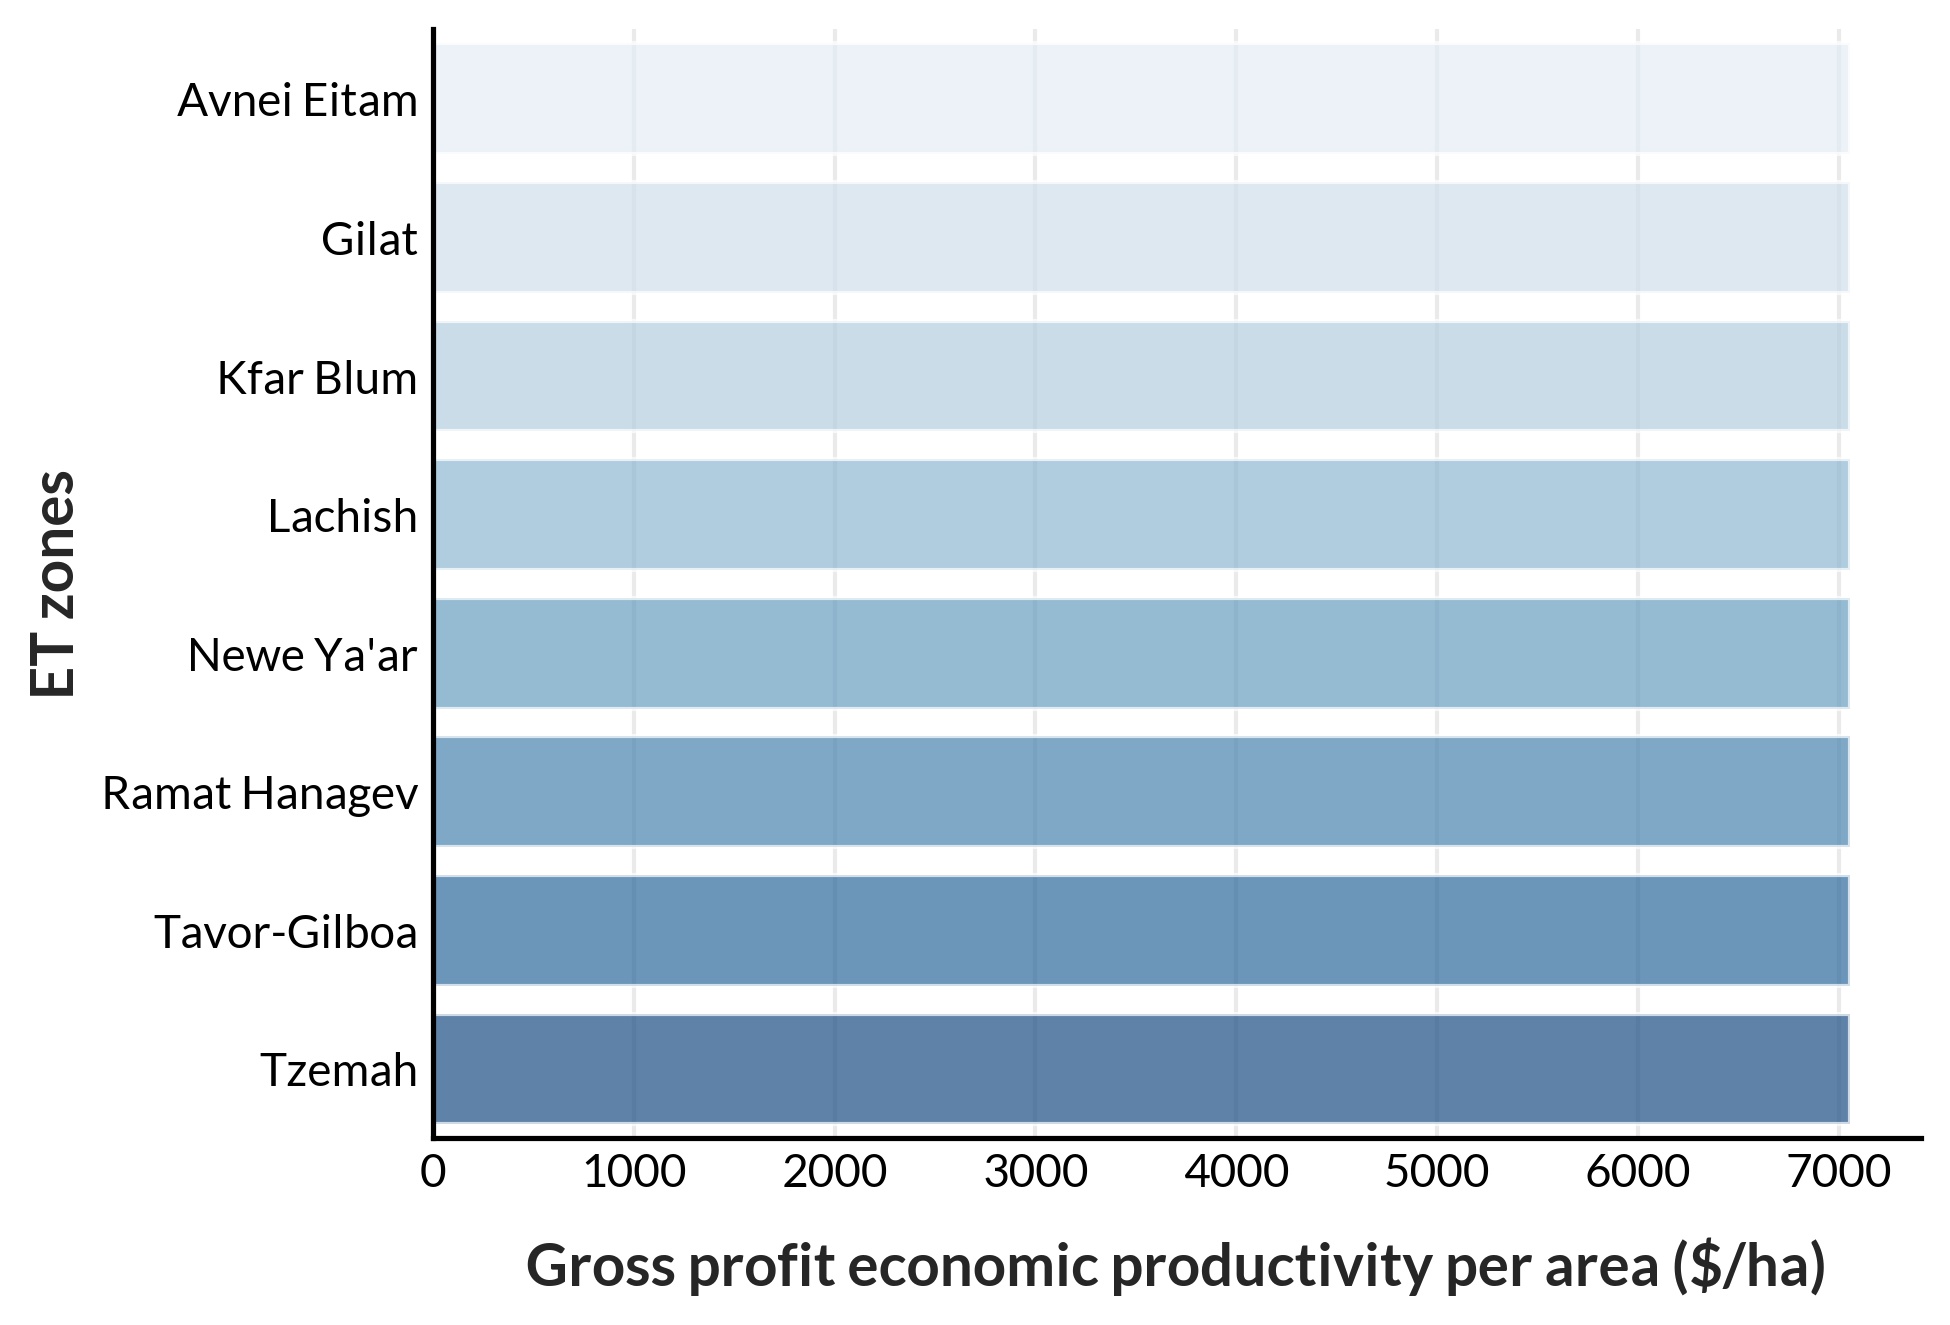 Avnei Eitam
Gilat
Kfar Blum
Lachish
Newe Ya'ar
Ramat Hanagev
Tavor-Gilboa
Tzemah
ET zones
0 1000 2000 3000 4000 5000 6000 7000
Gross profit economic productivity per area ($/ha)